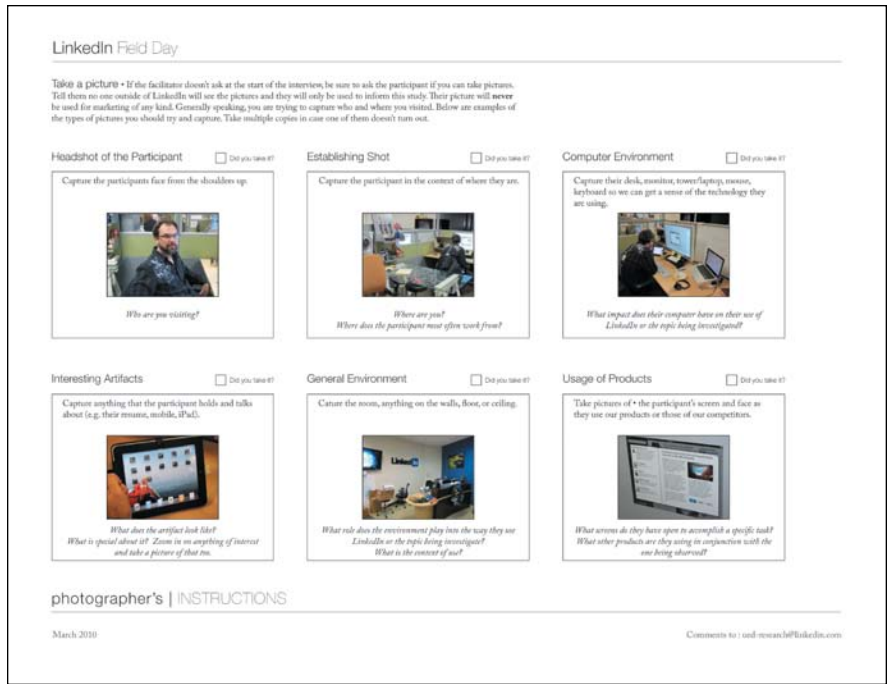 LinkedIn Field Day
Take a picture • If the facilitator doesn't ask at the start of the interview, be sure to ask the participant if you can take pictures.
Tell them no one outside of LinkedIn will see the pictures and they will only be used to inform this study. Their picture will never
be used for marketing of any kind. Generally speaking, you are trying to capture who and where you visited. Below are examples of
the types of pictures you should try and capture. Take multiple copies in case one of them doesn't turn out.
Headshot of the Participant
Did you take it?
Capture the participants face from the shoulders up.
Who are you visiting?
Establishing Shot
Did you take it?
Capture the participant in the context of where they are.
Where are you?
Where does the participant most often work from?
Computer Environment
Did you take it?
Capture their desk, monitor, tower/laptop, mouse,
keyboard so we can get a sense of the technology they
are using.
What impact does their computer have on their use of
LinkedIn or the topic being investigated?
Interesting Artifacts
Did you take it?
Capture anything that the participant holds and talks
about (e.g. their resume, mobile, iPad).
What does the artifact look like?
What is special about it? Zoom in on anything of interest
and take a picture of that too.
General Environment
Did you take it?
Cature the room, anything on the walls, floor, or ceiling.
LinkedIn
What role does the environment play into the way they use
LinkedIn or the topic being investigate?
What is the context of use?
Usage of Products
Did you take it?
Take pictures of • the participant's screen and face as
they use our products or those of our competitors.
What screens do they have open to accomplish a specific task?
What other products are they using in conjunction with the
one being observed?
photographer's | INSTRUCTIONS
March 2010
Comments to : ued-research@linkedin.com